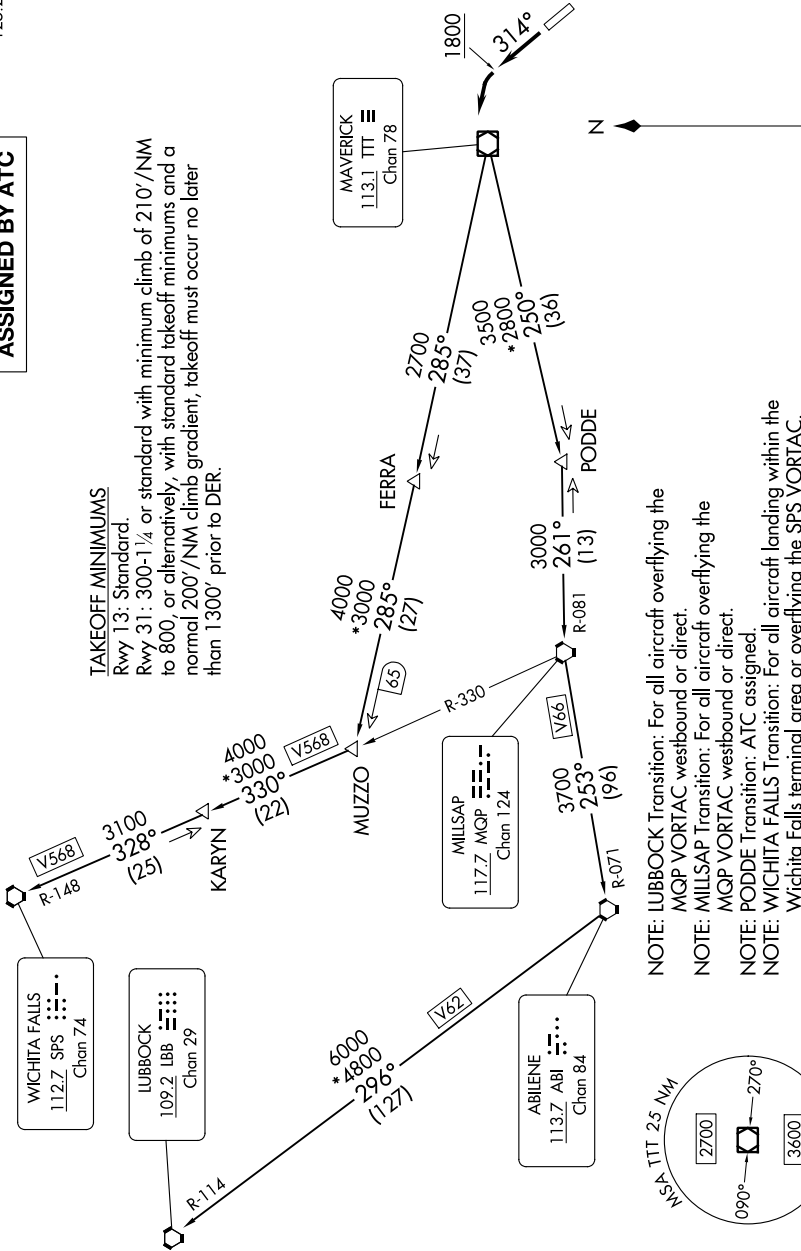 ASSIGNED BY ATC
TAKEOFF MINIMUMS
Rwy 13: Standard.
Rwy 31: 300-1¼ or standard with minimum climb of 210'/NM
to 800, or alternatively, with standard takeoff minimums and a
normal 200'/NM climb gradient, takeoff must occur no later
than 1300' prior to DER.
1800
314°
MAVERICK
113.1 TTT
Chan 78
N
2700
285°
(37)
3500
*2800
250°
(36)
FERRA
PODDE
4000
*3000
285°
(27)
3000
261°
(13)
R-081
65
R-330
MUZZO
4000
*3000
330°
(22)
V568
KARYN
3100
328°
(25)
V568
R-148
WICHITA FALLS
112.7 SPS
Chan 74
MILLSAP
117.7 MQP
Chan 124
V66
3700
253°
(96)
R-071
LUBBOCK
109.2 LBB
Chan 29
R-114
6000
*4800
296°
(127)
V62
ABILENE
113.7 ABI
Chan 84
MSA TTT 25 NM
2700
090°
270°
3600
NOTE: LUBBOCK Transition: For all aircraft overflying the
MQP VORTAC westbound or direct.
NOTE: MILLSAP Transition: For all aircraft overflying the
MQP VORTAC westbound or direct.
NOTE: PODDE Transition: ATC assigned.
NOTE: WICHITA FALLS Transition: For all aircraft landing within the
Wichita Falls terminal area or overflying the SPS VORTAC.